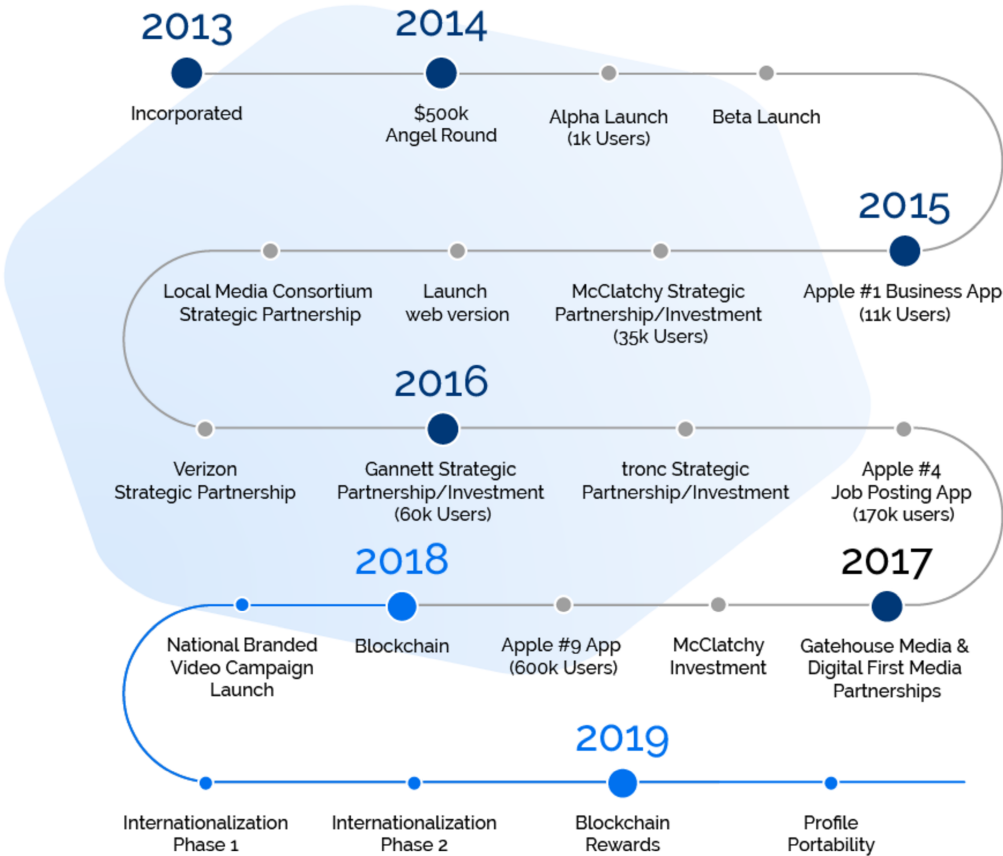 2013
Incorporated
2014
$500k
Angel Round
Alpha Launch
(1k Users)
Beta Launch
2015
Apple #1 Business App
(11k Users)
McClatchy Strategic
Partnership/Investment
(35k Users)
Launch
web version
Local Media Consortium
Strategic Partnership
Verizon
Strategic Partnership
2016
Gannett Strategic
Partnership/Investment
(60k Users)
tronc Strategic
Partnership/Investment
Apple #4
Job Posting App
(170k users)
2017
Gatehouse Media &
Digital First Media
Partnerships
McClatchy
Investment
Apple #9 App
(600k Users)
2018
Blockchain
National Branded
Video Campaign
Launch
Internationalization
Phase 1
Internationalization
Phase 2
2019
Blockchain
Rewards
Profile
Portability